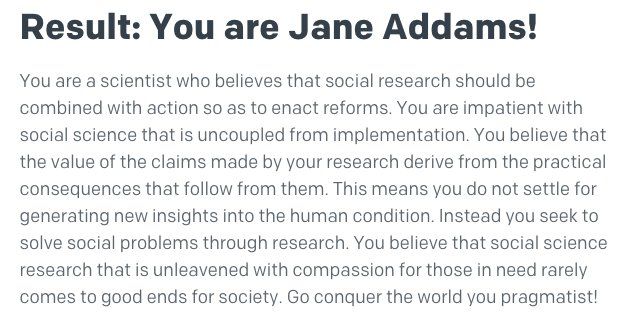 Result: You are Jane Addams!
You are a scientist who believes that social research should be
combined with action so as to enact reforms. You are impatient with
social science that is uncoupled from implementation. You believe that
the value of the claims made by your research derive from the practical
consequences that follow from them. This means you do not settle for
generating new insights into the human condition. Instead you seek to
solve social problems through research. You believe that social science
research that is unleavened with compassion for those in need rarely
comes to good ends for society. Go conquer the world you pragmatist!